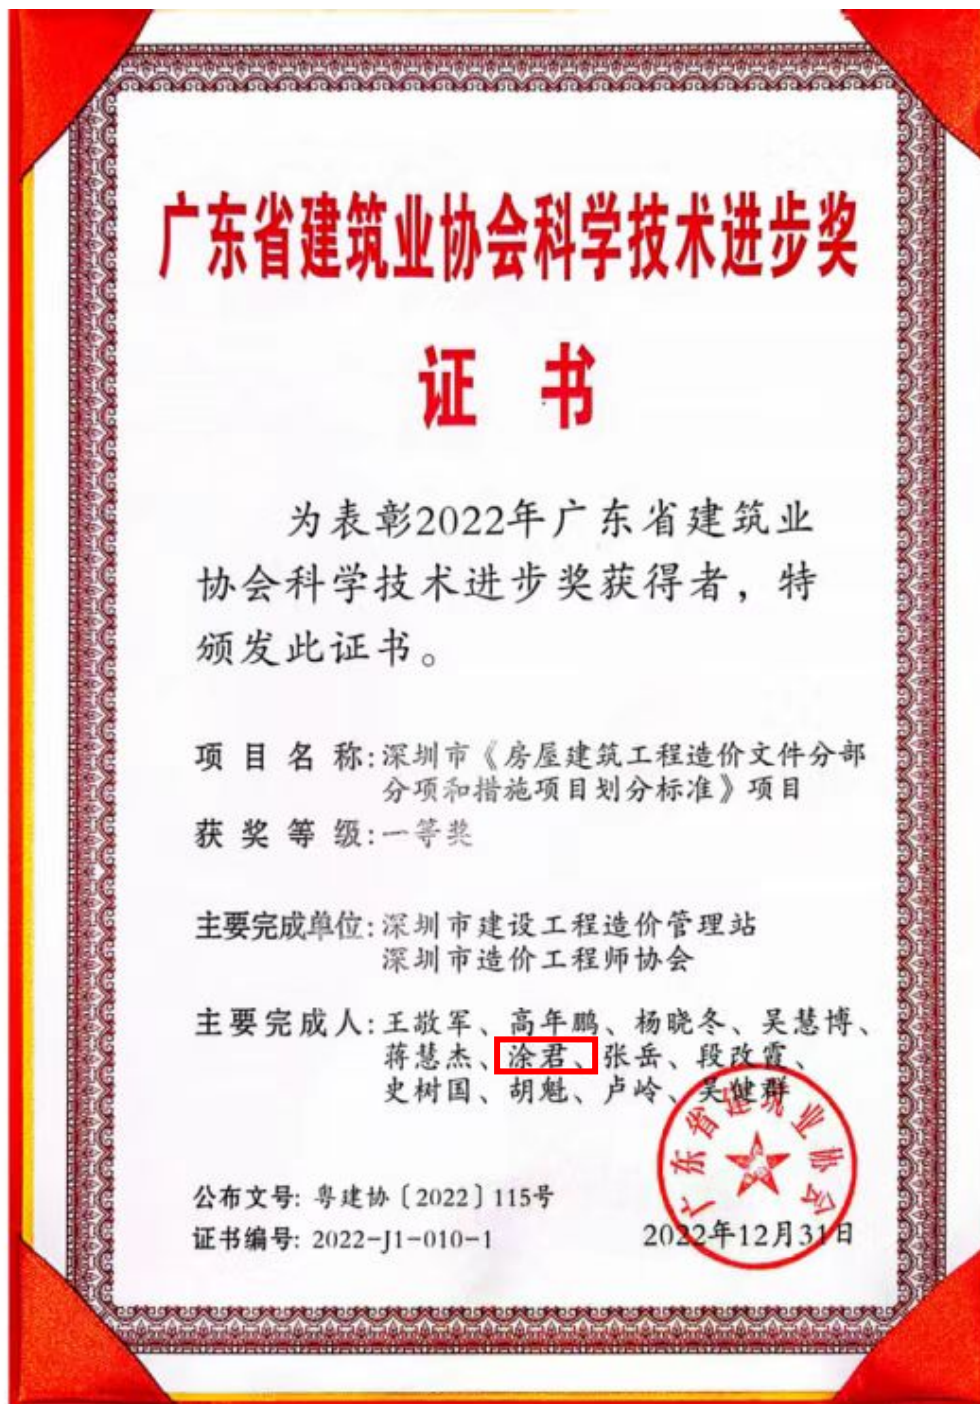 广东省建筑业协会科学技术进步奖
证书
为表彰2022年广东省建筑业
协会科学技术进步奖获得者，特
颁发此证书。
项目名称:深圳市《房屋建筑工程造价文件分部
分项和措施项目划分标准》项目
获奖等级:一等奖
主要完成单位:深圳市建设工程造价管理站
深圳市造价工程师协会
主要完成人:王敬军、高年鹏、杨晓冬、吴慧博、
蒋慧杰、涂君、张岳、段改霞、
史树国、胡魁、卢岭、吴健群
广东省建筑业协会
公布文号: 粤建协〔2022〕115号
证书编号: 2022-J1-010-1
2022年12月31日